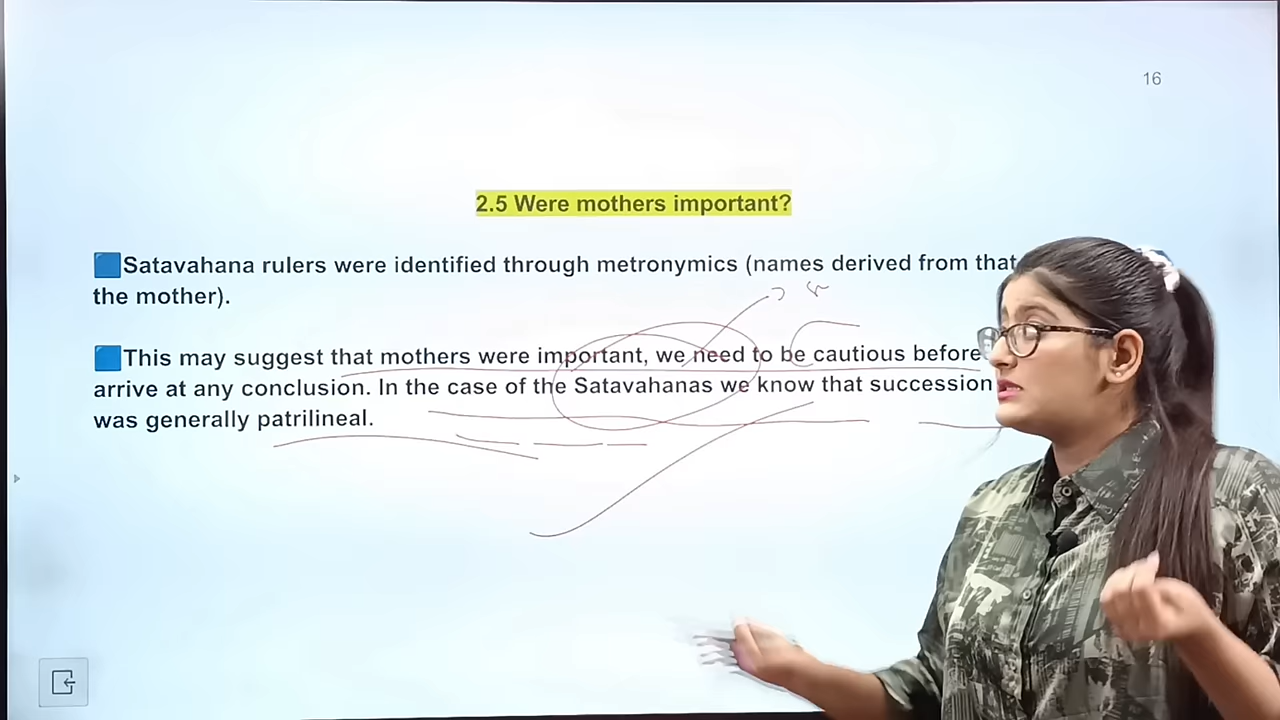 16
2.5 Were mothers important?
Satavahana rulers were identified through metronymics (names derived from that
the mother).
This may suggest that mothers were important, we need to be cautious before
arrive at any conclusion. In the case of the Satavahanas we know that succession
was generally patrilineal.